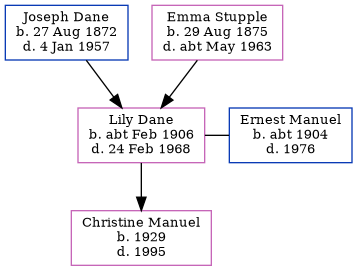 Joseph Dane
b. 27 Aug 1872
d. 4 Jan 1957
Emma Stupple
b. 29 Aug 1875
d. abt May 1963
Lily Dane
b. abt Feb 1906
d. 24 Feb 1968
Ernest Manuel
b. abt 1904
d. 1976
Christine Manuel
b. 1929
d. 1995